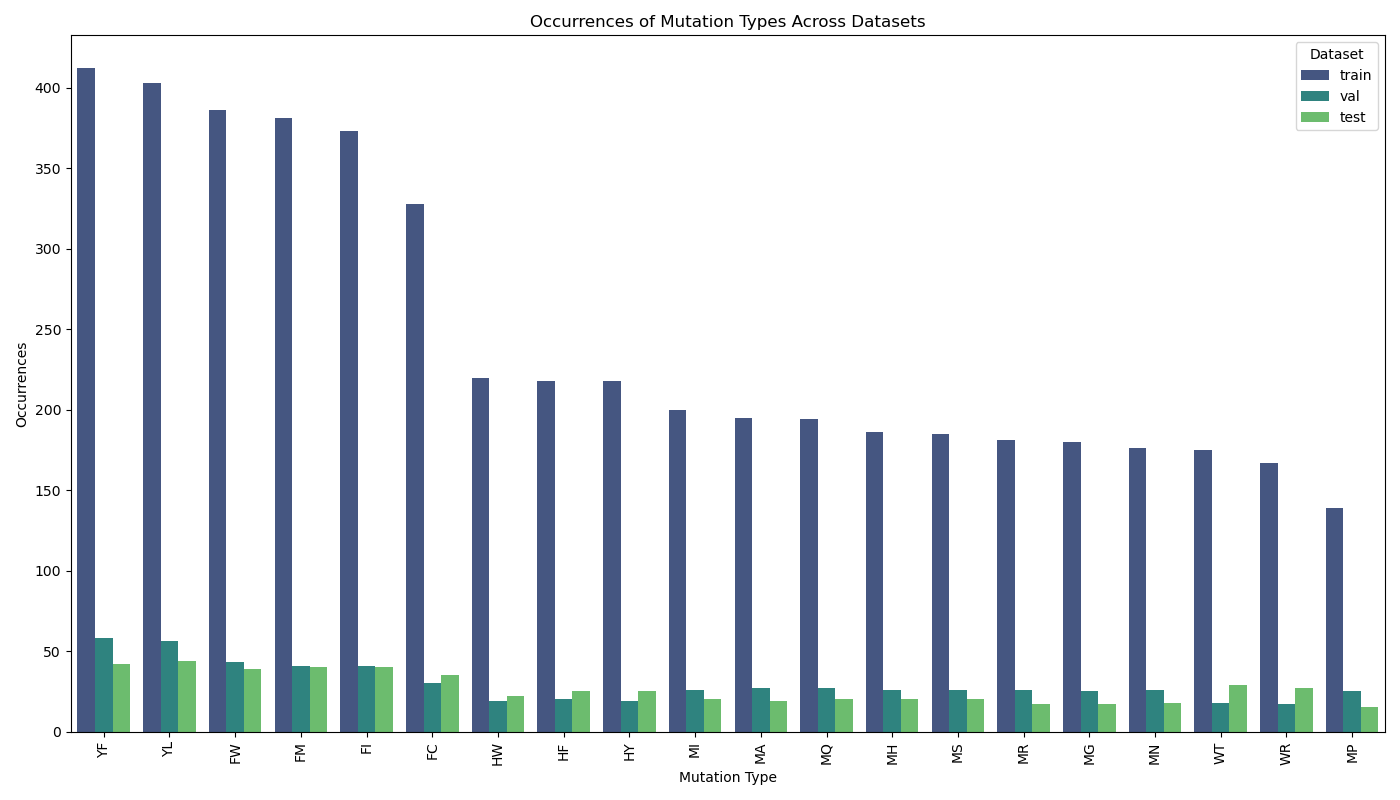 Occurrences of Mutation Types Across Datasets
Dataset
train
val
test
Occurrences
400
350
300
250
200
150
100
50
0
YF YL FW FM FI FC HW HF HY MI MA MQ MH MS MR MG MN WT WR MP
Mutation Type